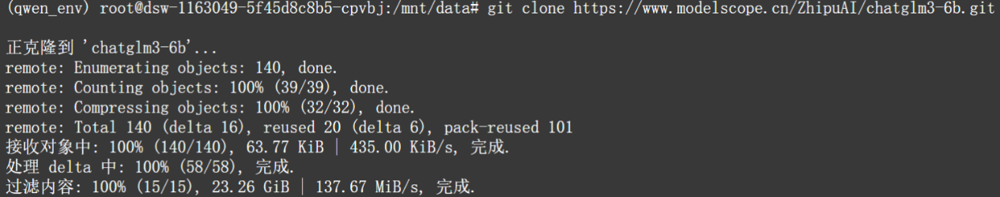 (qwen_env) root@dsw-1163049-5f45d8c8b5-cpvbj:/mnt/data# git clone https://www.modelscope.cn/ZhipuAI/chatglm3-6b.git
正克隆到 'chatglm3-6b'...
remote: Enumerating objects: 140, done.
remote: Counting objects: 100% (39/39), done.
remote: Compressing objects: 100% (32/32), done.
remote: Total 140 (delta 16), reused 20 (delta 6), pack-reused 101
接收对象中: 100% (140/140), 63.77 KiB | 435.00 KiB/s, 完成.
处理 delta 中: 100% (58/58), 完成.
过滤内容: 100% (15/15), 23.26 GiB | 137.67 MiB/s, 完成.